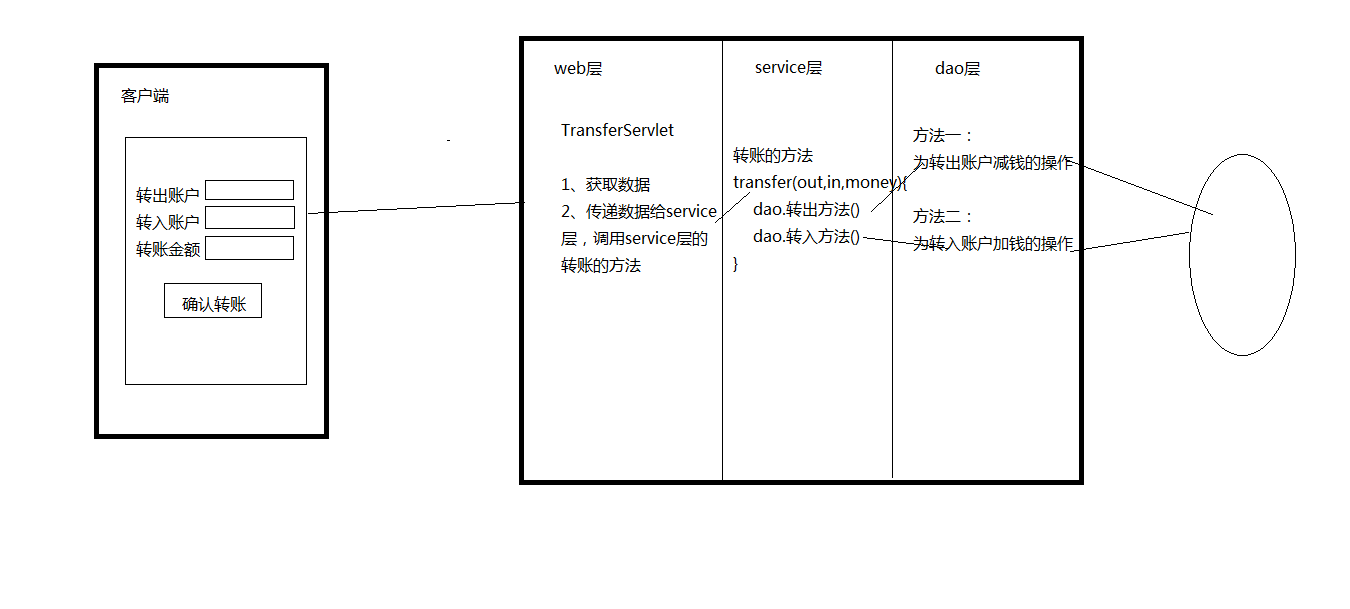 客户端
转出账户
转入账户
转账金额
确认转账
web层
TransferServlet
1、获取数据
2、传递数据给service
层，调用service层的
转账的方法
service层
转账的方法
transfer(out,in,money){
dao.转出方法()
dao.转入方法()
}
dao层
方法一：
为转出账户减钱的操作
方法二：
为转入账户加钱的操作